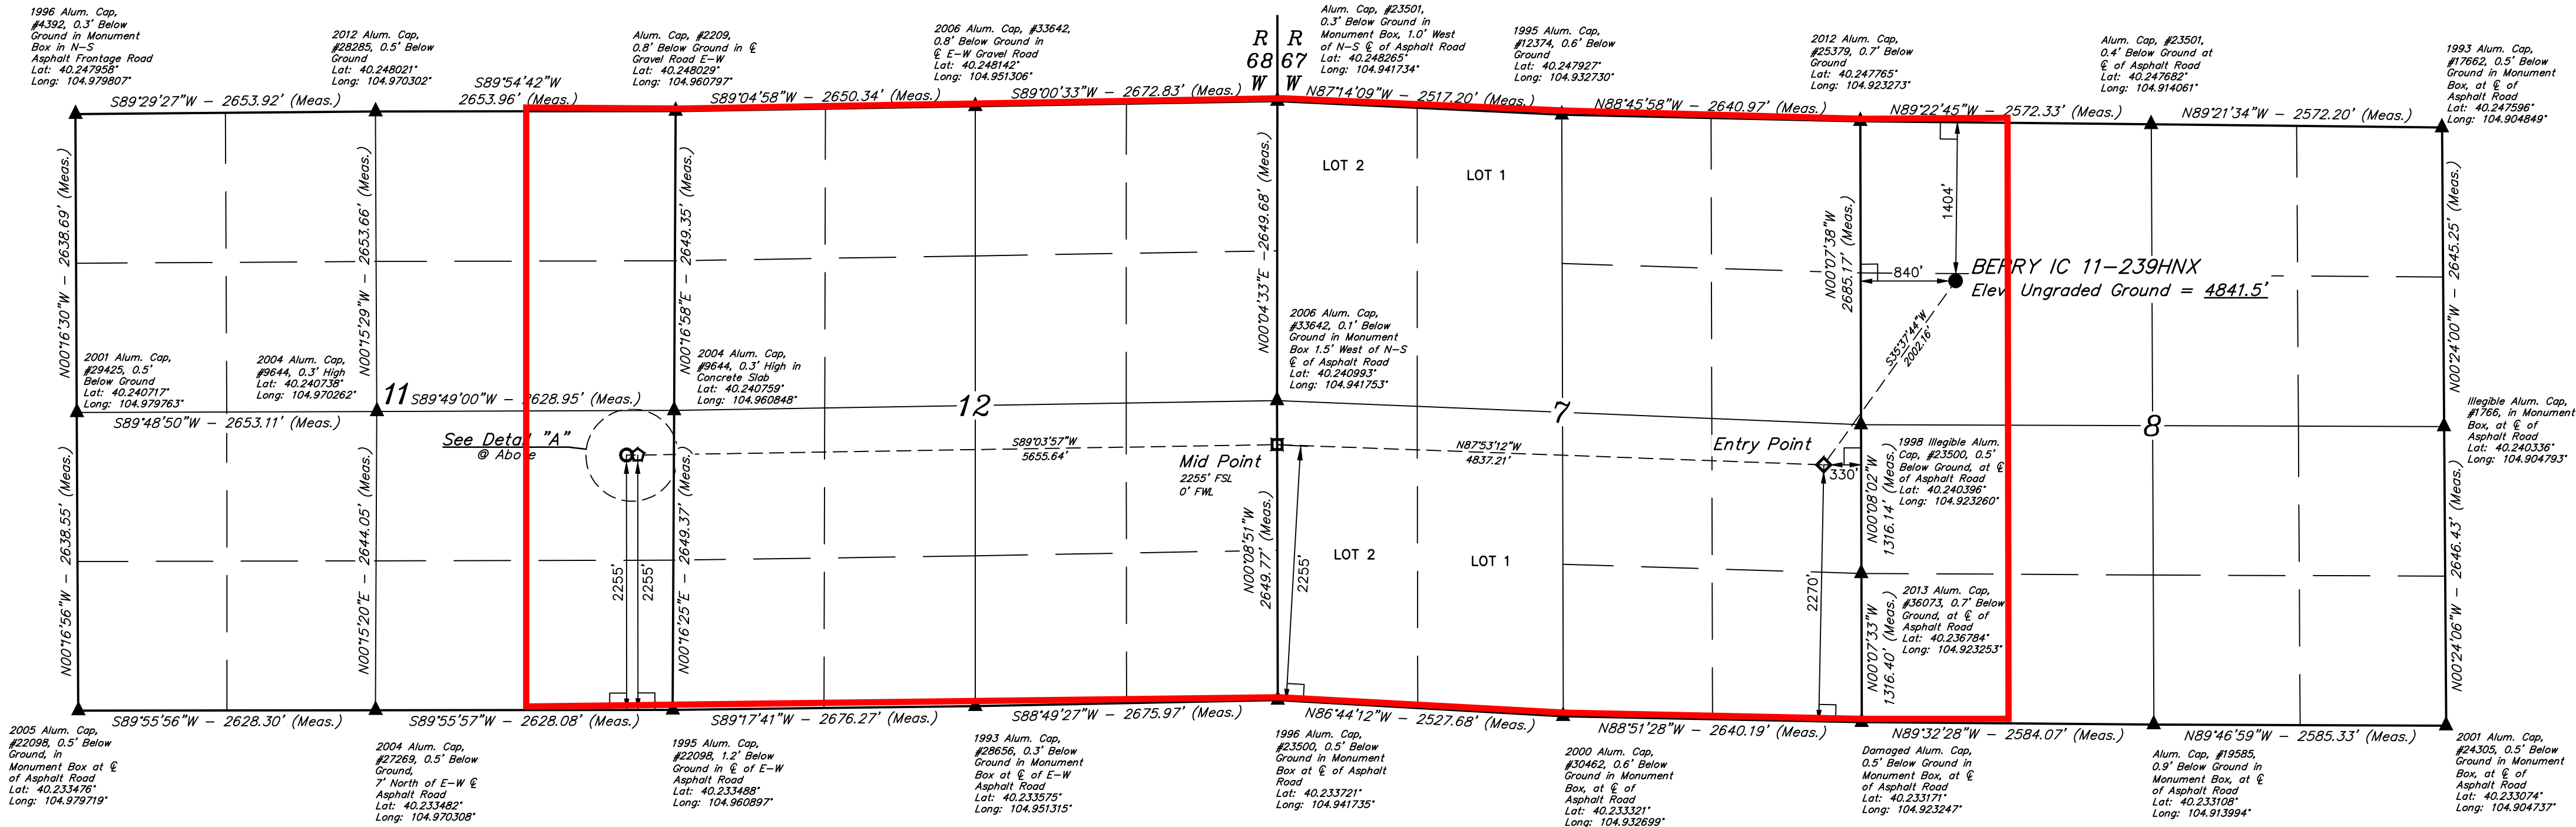 1996 Alum. Cap,
#4392, 0.3' Below
Ground in Monument
Box in N-S
Asphalt Frontage Road
Lat: 40.247958°
Long: 104.979807°
2012 Alum. Cap,
#28285, 0.5' Below
Ground
Lat: 40.248021°
Long: 104.970302°
S89°54'42"W
2653.96' (Meas.)
Alum. Cap, #2209,
0.8' Below Ground in ℄
Gravel Road E-W
Lat: 40.248029°
Long: 104.960797°
2006 Alum. Cap, #33642,
0.8' Below Ground in
℄ E-W Gravel Road
Lat: 40.248142°
Long: 104.951306°
R R
68 67
W W
Alum. Cap, #23501,
0.3' Below Ground in
Monument Box, 1.0' West
of N-S ℄ of Asphalt Road
Lat: 40.248265°
Long: 104.941734°
1995 Alum. Cap,
#12374, 0.6' Below
Ground
Lat: 40.247927°
Long: 104.932730°
2012 Alum. Cap,
#25379, 0.7' Below
Ground
Lat: 40.247765°
Long: 104.923273°
Alum. Cap, #23501,
0.4' Below Ground at
℄ of Asphalt Road
Lat: 40.247682°
Long: 104.914061°
1993 Alum. Cap,
#17662, 0.5' Below
Ground in Monument
Box, at ℄ of
Asphalt Road
Lat: 40.247596°
Long: 104.904849°
S89°29'27"W - 2653.92' (Meas.)
S89°04'58"W - 2650.34' (Meas.)
S89°00'33"W - 2672.83' (Meas.)
N87°14'09"W - 2517.20' (Meas.)
N88°45'58"W - 2640.97' (Meas.)
N89°22'45"W - 2572.33' (Meas.)
N89°21'34"W - 2572.20' (Meas.)
N00°16'30"W - 2638.69' (Meas.)
N00°15'29"W - 2653.66' (Meas.)
N00°16'58"E - 2649.35' (Meas.)
N00°04'33"E - 2649.68' (Meas.)
LOT 2
LOT 1
N00°07'38"W
2685.17' (Meas.)
1404'
840'
BERRY IC 11-239HNX
Elev. Ungraded Ground = 4841.5'
S35°37'44"W
2002.16'
N00°24'00"W - 2645.25' (Meas.)
2001 Alum. Cap,
#29425, 0.5'
Below Ground
Lat: 40.240717°
Long: 104.979763°
2004 Alum. Cap,
#9644, 0.3' High
Lat: 40.240738°
Long: 104.970262°
2004 Alum. Cap,
#9644, 0.3' High in
Concrete Slab
Lat: 40.240759°
Long: 104.960848°
2006 Alum. Cap,
#33642, 0.1' Below
Ground in Monument
Box 1.5' West of N-S
℄ of Asphalt Road
Lat: 40.240993°
Long: 104.941753°
11
S89°49'00"W - 2628.95' (Meas.)
12
7
8
S89°48'50"W - 2653.11' (Meas.)
See Detail "A"
@ Above
S89°03'57"W
5655.64'
Mid Point
2255' FSL
0' FWL
N87°53'12"W
4837.21'
Entry Point
330'
1998 Illegible Alum.
Cap, #23500, 0.5'
Below Ground, at ℄
of Asphalt Road
Lat: 40.240396°
Long: 104.923260°
Illegible Alum. Cap,
#1766, in Monument
Box, at ℄ of
Asphalt Road
Lat: 40.240336°
Long: 104.904793°
N00°16'56"W - 2638.55' (Meas.)
N00°15'20"E - 2644.05' (Meas.)
2255'
2255'
N00°16'25"E - 2649.37' (Meas.)
N00°08'51"W
2649.77' (Meas.)
2255'
LOT 2
LOT 1
2270'
N00°08'02"W
1316.14' (Meas.)
N00°07'33"W
1316.40' (Meas.)
2013 Alum. Cap,
#36073, 0.7' Below
Ground, at ℄ of
Asphalt Road
Lat: 40.236784°
Long: 104.923253°
N00°24'06"W - 2646.43' (Meas.)
S89°55'56"W - 2628.30' (Meas.)
S89°55'57"W - 2628.08' (Meas.)
S89°17'41"W - 2676.27' (Meas.)
S88°49'27"W - 2675.97' (Meas.)
N86°44'12"W - 2527.68' (Meas.)
N88°51'28"W - 2640.19' (Meas.)
N89°32'28"W - 2584.07' (Meas.)
N89°46'59"W - 2585.33' (Meas.)
2005 Alum. Cap,
#22098, 0.5' Below
Ground, in
Monument Box at ℄
of Asphalt Road
Lat: 40.233476°
Long: 104.979719°
2004 Alum. Cap,
#27269, 0.5' Below
Ground,
7' North of E-W ℄
Asphalt Road
Lat: 40.233482°
Long: 104.970308°
1995 Alum. Cap,
#22098, 1.2' Below
Ground in ℄ of E-W
Asphalt Road
Lat: 40.233488°
Long: 104.960897°
1993 Alum. Cap,
#28656, 0.3' Below
Ground in Monument
Box at ℄ of E-W
Asphalt Road
Lat: 40.233575°
Long: 104.951315°
1996 Alum. Cap,
#23500, 0.5' Below
Ground in Monument
Box at ℄ of Asphalt
Road
Lat: 40.233721°
Long: 104.941735°
2000 Alum. Cap,
#30462, 0.6' Below
Ground in Monument
Box, at ℄ of
Asphalt Road
Lat: 40.233321°
Long: 104.932699°
Damaged Alum. Cap,
0.5' Below Ground in
Monument Box, at ℄
of Asphalt Road
Lat: 40.233171°
Long: 104.923247°
Alum. Cap, #19585,
0.9' Below Ground in
Monument Box, at ℄
of Asphalt Road
Lat: 40.233108°
Long: 104.913994°
2001 Alum. Cap,
#24305, 0.5' Below
Ground in Monument
Box, at ℄ of
Asphalt Road
Lat: 40.233074°
Long: 104.904737°